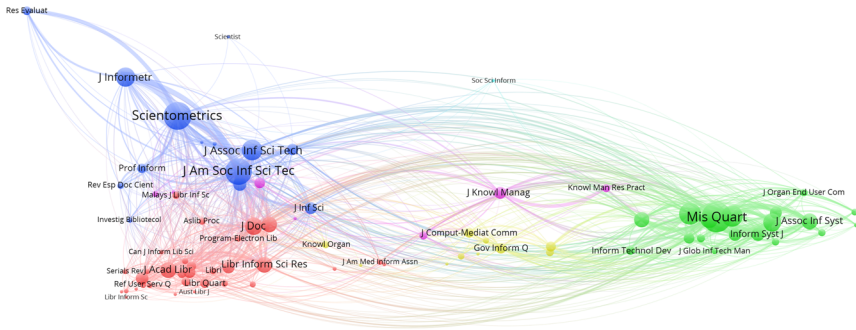 Res Evaluat
Scientist
J Informetr
Soc Sci Inform
Scientometrics
J Assoc Inf Sci Tech
Prof Inform
J Am Soc Inf Sci Tec
Rev Esp Doc Cient
Malays J Libr Inf Sc
J Knowl Manag
Knowl Man Res Pract
J Organ End User Com
J Inf Sci
Investig Bibliotecol
Aslib Proc
Mis Quart
J Assoc Inf Syst
J Doc
J Comput-Mediat Comm
Inform Syst J
Program-Electron Lib
Knowl Organ
Gov Inform Q
Can J Inform Lib Sci
Inform Technol Dev
J Glob Inf Tech Man
J Am Med Inform Assn
Serials Rev
J Acad Libr
Libri
Libr Inform Sci Res
Ref User Serv Q
Libr Quart
Aust Libr J
Libr Inform Sc